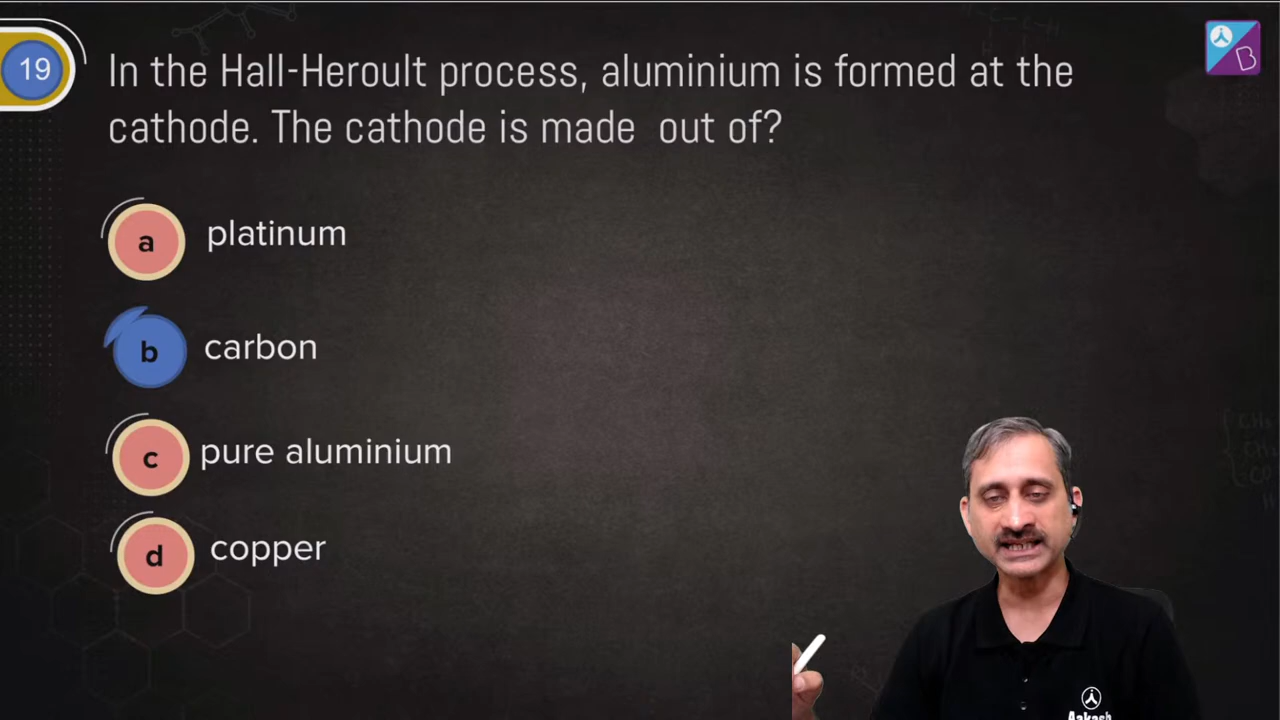 19
In the Hall-Heroult process, aluminium is formed at the
cathode. The cathode is made out of?
a platinum
b carbon
c pure aluminium
d copper
B
Aakash